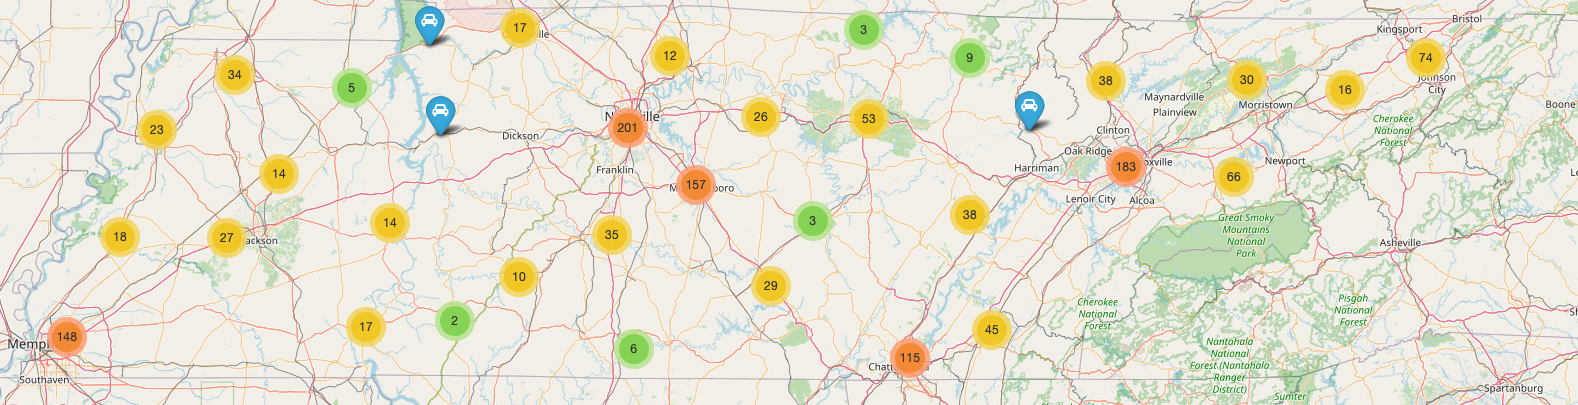 Bristol
17
ville
3
Kingsport
12
9
74
34
38
30
Johnson
City
5
16
Maynardville
Plainview
Morristown
Boone
26
53
201
23
Dickson
Clinton
Cherokee
National
Forest
Oak Ridge
183
Newport
Franklin
Harriman
14
157
boro
66
Lenoir City
Alcoa
14
3
38
Great Smoky
Mountains
National
Park
18
27
ackson
35
Asheville
10
29
Cherokee
National
Forest
Pisgah
National
Forest
17
2
45
148
6
Nantahala
National
Forest (Nantahala
Ranger
District)
115
Southaven
Spartanburg
Sumter